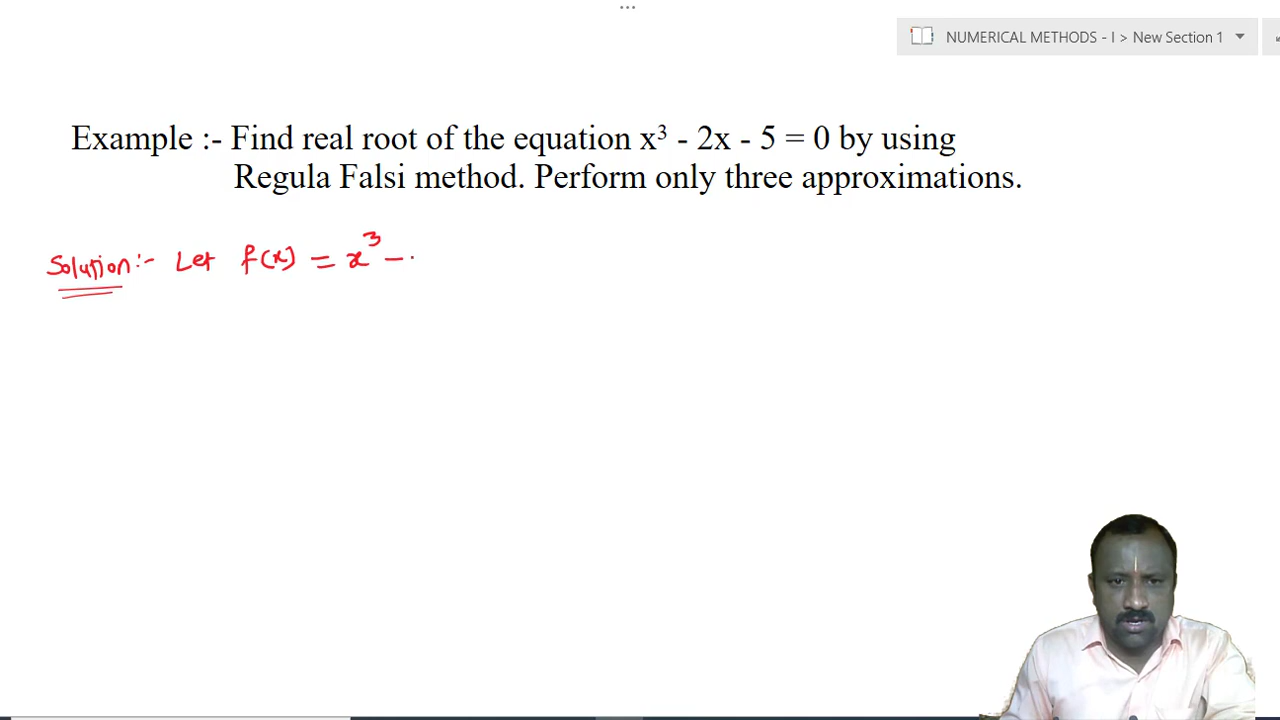 ...
NUMERICAL METHODS - I > New Section 1
Example :- Find real root of the equation x³ - 2x - 5 = 0 by using
Regula Falsi method. Perform only three approximations.
Solution:- Let f(x) = x³ -